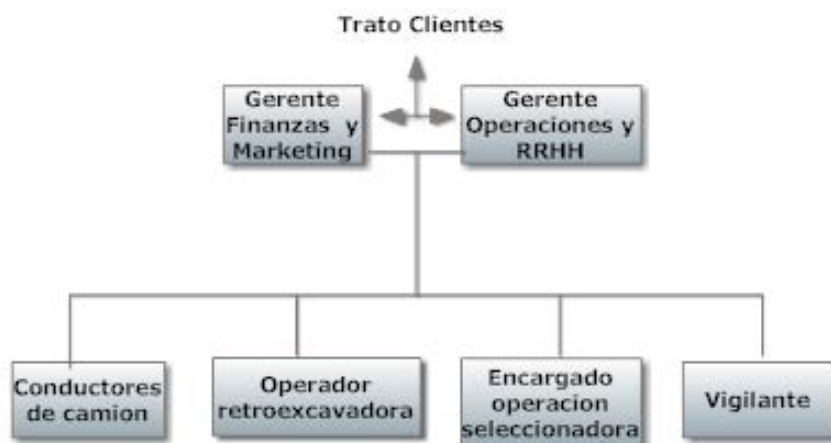 Trato Clientes
Gerente
Finanzas y
Marketing
Gerente
Operaciones y
RRHH
Conductores
de camion
Operador
retroexcavadora
Encargado
operacion
seleccionadora
Vigilante